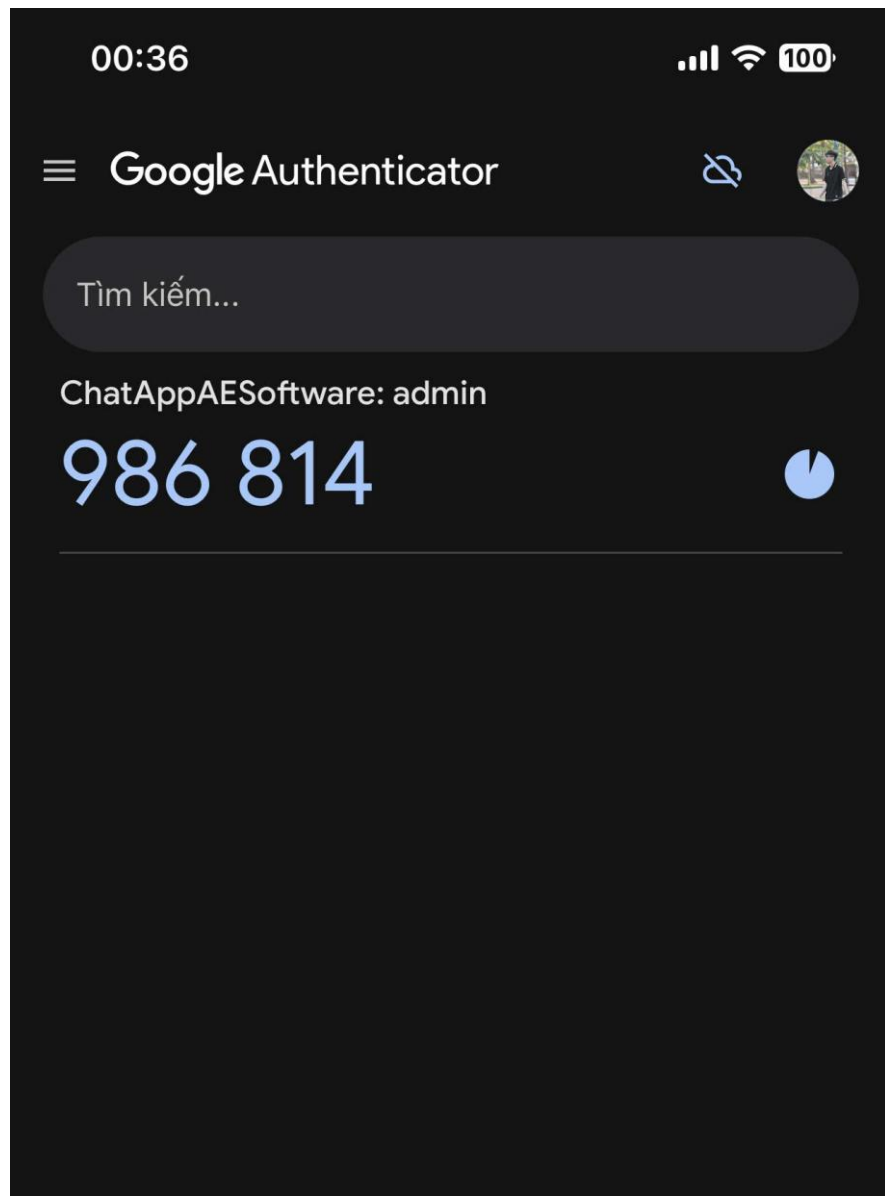 00:36
100
Google Authenticator
Tìm kiếm...
ChatAppAESoftware: admin
986 814